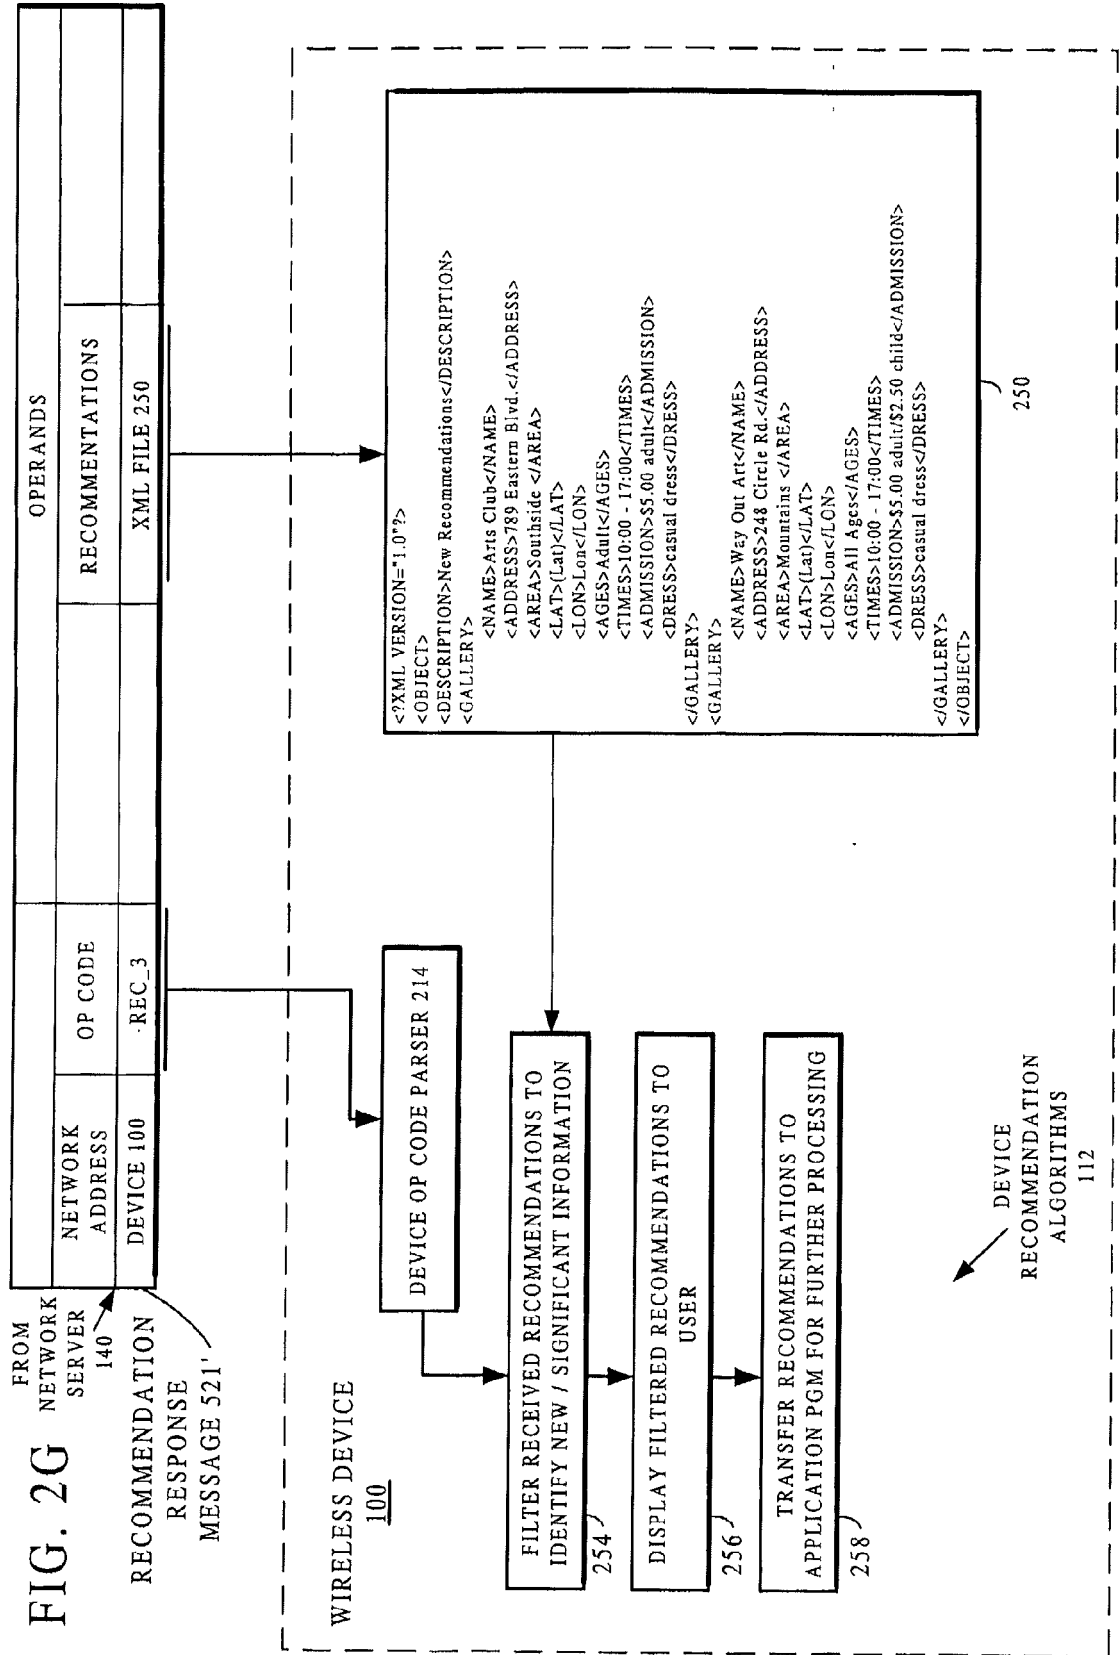 FIG. 2G
FROM
NETWORK
SERVER
140
RECOMMENDATION
RESPONSE
MESSAGE 521'
OPERANDS
NETWORK
ADDRESS
OP CODE
RECOMMENDATIONS
DEVICE 100
REC_3
XML FILE 250
WIRELESS DEVICE
100
DEVICE OP CODE PARSER 214
FILTER RECEIVED RECOMMENDATIONS TO
IDENTIFY NEW / SIGNIFICANT INFORMATION
254
DISPLAY FILTERED RECOMMENDATIONS TO
USER
256
TRANSFER RECOMMENDATIONS TO
APPLICATION PGM FOR FURTHER PROCESSING
258
DEVICE
RECOMMENDATION
ALGORITHMS
112
<?XML VERSION="1.0"?>
<OBJECT>
<DESCRIPTION>New Recommendations</DESCRIPTION>
<GALLERY>
<NAME>Arts Club</NAME>
<ADDRESS>789 Eastern Blvd.</ADDRESS>
<AREA>Southside </AREA>
<LAT>(Lat)</LAT>
<LON>Lon</LON>
<AGES>Adult</AGES>
<TIMES>10:00 - 17:00</TIMES>
<ADMISSION>$5.00 adult</ADMISSION>
<DRESS>casual dress</DRESS>
</GALLERY>
<GALLERY>
<NAME>Way Out Art</NAME>
<ADDRESS>248 Circle Rd.</ADDRESS>
<AREA>Mountains </AREA>
<LAT>(Lat)</LAT>
<LON>Lon</LON>
<AGES>All Ages</AGES>
<TIMES>10:00 - 17:00</TIMES>
<ADMISSION>$5.00 adult/$2.50 child</ADMISSION>
<DRESS>casual dress</DRESS>
</GALLERY>
</OBJECT>
250